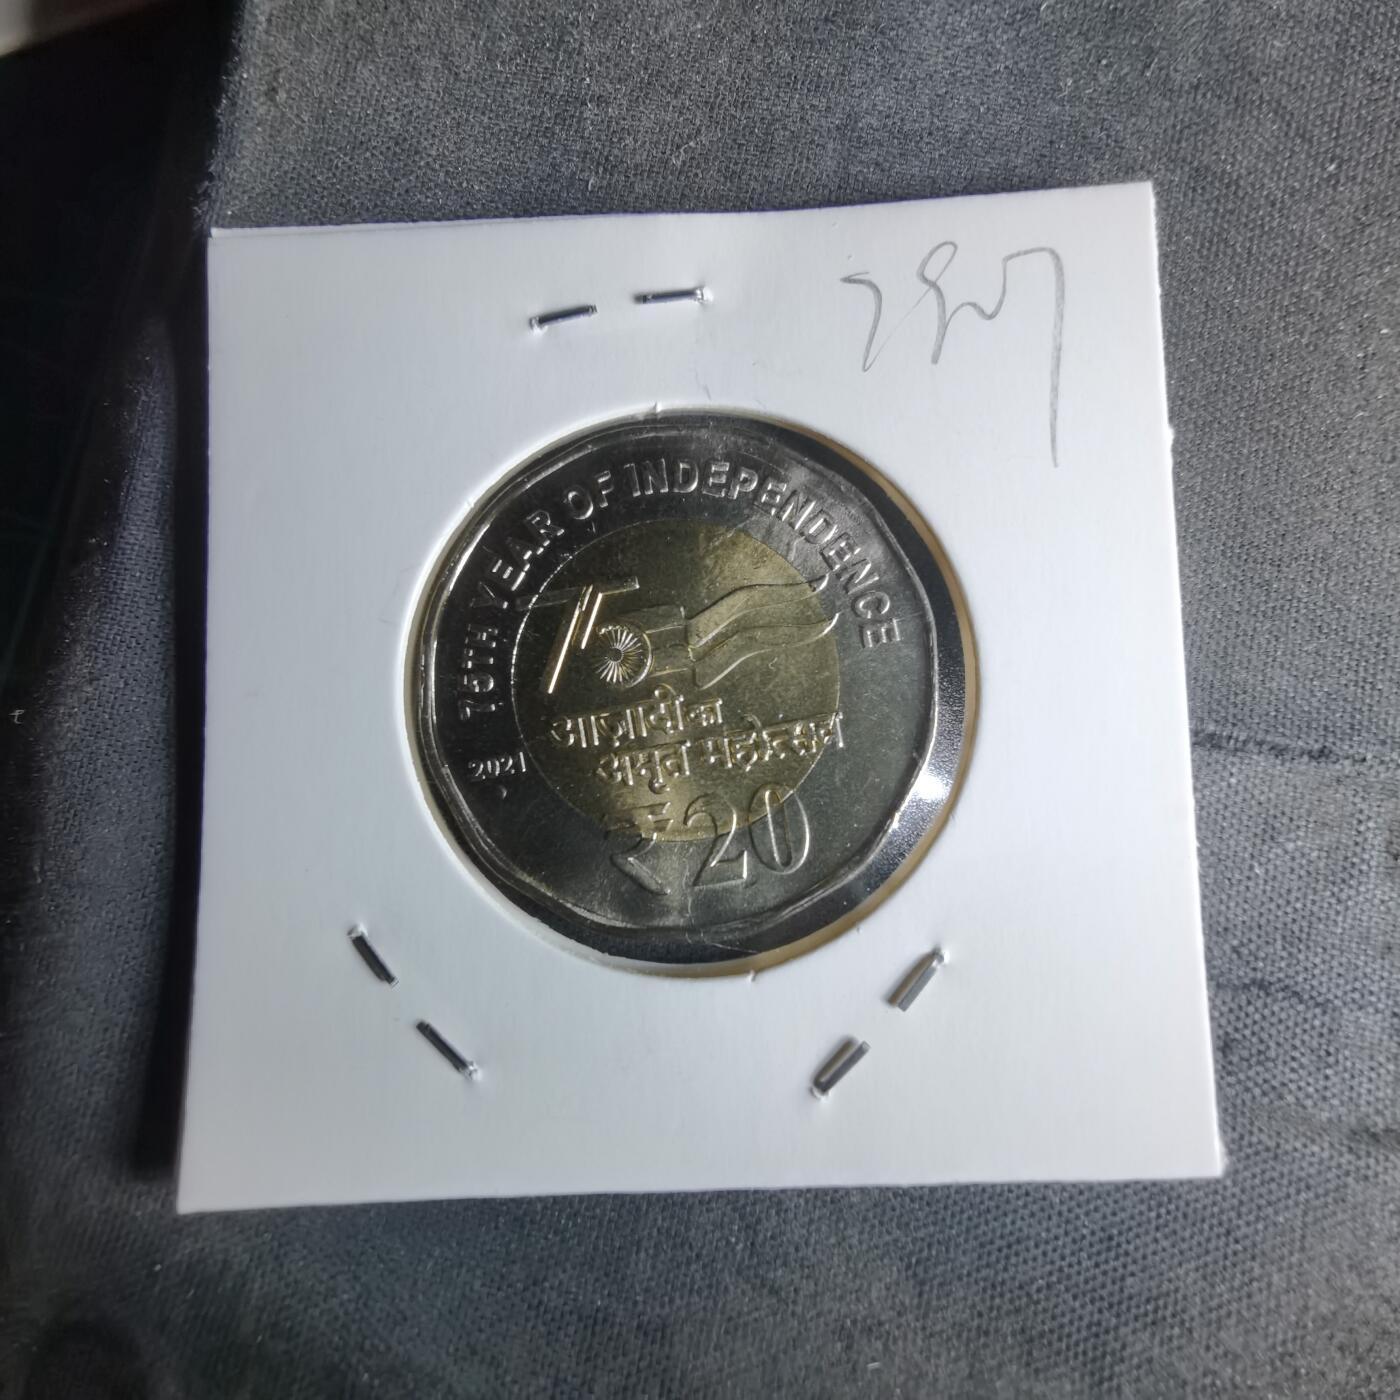 75TH YEAR OF INDEPENDENCE
75
आज़ादी का
अमृत महोत्सव
2021
₹ 20